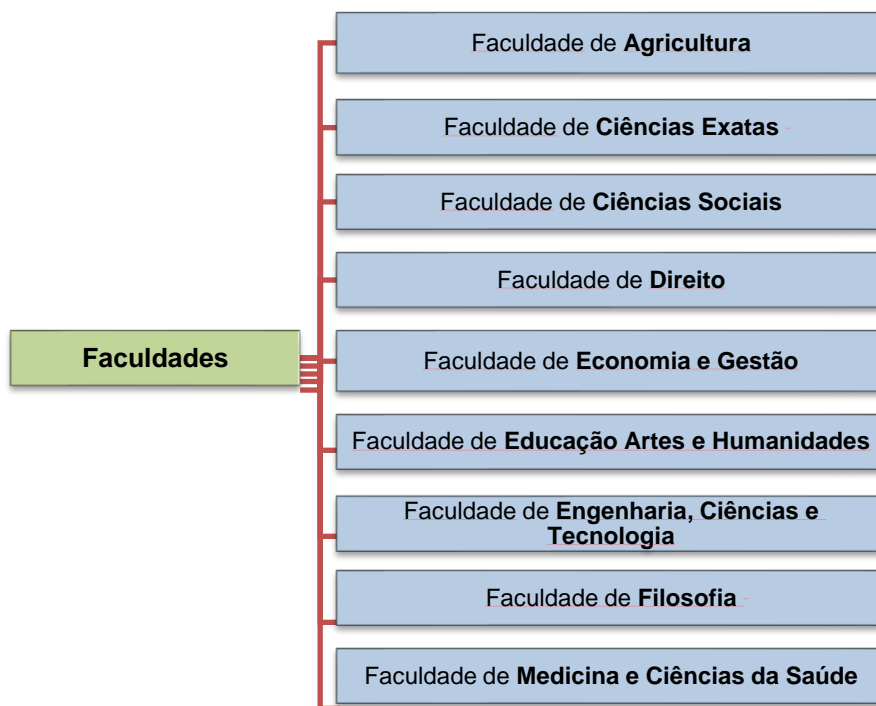 Faculdade de Agricultura
Faculdade de Ciências Exatas
Faculdade de Ciências Sociais
Faculdade de Direito
Faculdades
Faculdade de Economia e Gestão
Faculdade de Educação Artes e Humanidades
Faculdade de Engenharia, Ciências e
Tecnologia
Faculdade de Filosofia
Faculdade de Medicina e Ciências da Saúde